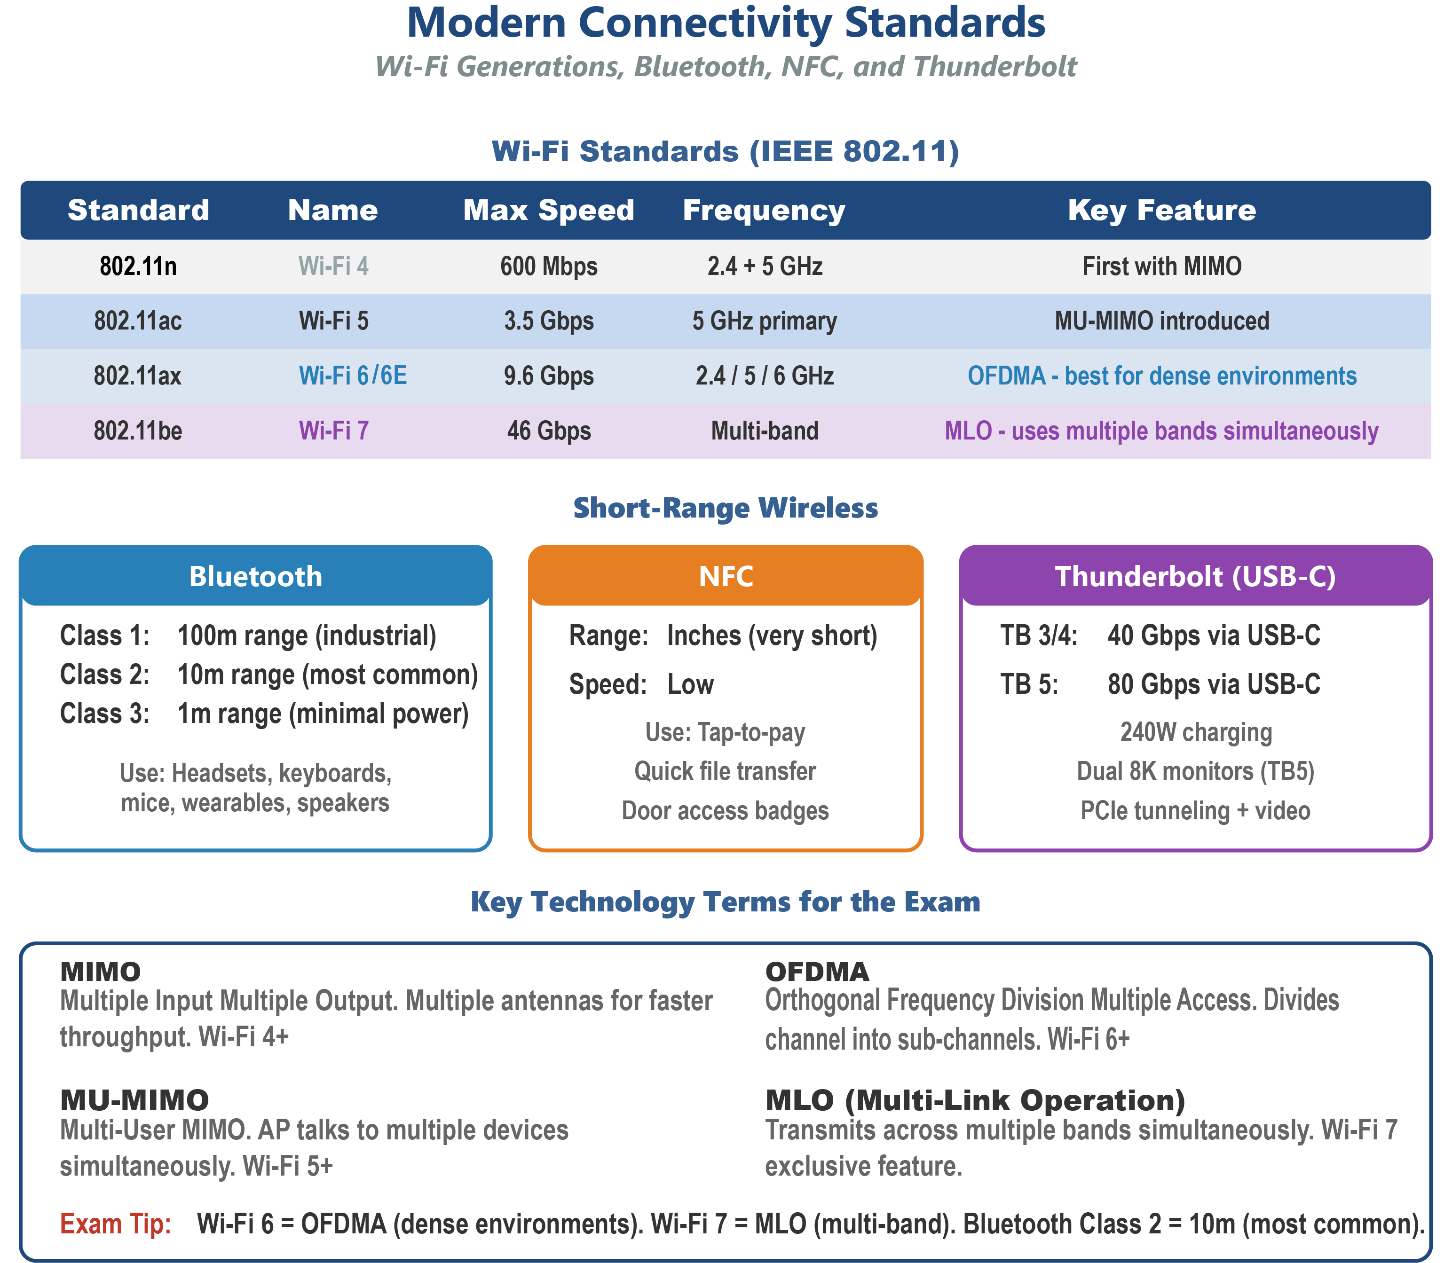 Modern Connectivity Standards
Wi-Fi Generations, Bluetooth, NFC, and Thunderbolt
Wi-Fi Standards (IEEE 802.11)
Standard Name Max Speed Frequency Key Feature
802.11n Wi-Fi 4 600 Mbps 2.4 + 5 GHz First with MIMO
802.11ac Wi-Fi 5 3.5 Gbps 5 GHz primary MU-MIMO introduced
802.11ax Wi-Fi 6/6E 9.6 Gbps 2.4 / 5 / 6 GHz OFDMA - best for dense environments
802.11be Wi-Fi 7 46 Gbps Multi-band MLO - uses multiple bands simultaneously
Short-Range Wireless
Bluetooth
Class 1: 100m range (industrial)
Class 2: 10m range (most common)
Class 3: 1m range (minimal power)
Use: Headsets, keyboards,
mice, wearables, speakers
NFC
Range: Inches (very short)
Speed: Low
Use: Tap-to-pay
Quick file transfer
Door access badges
Thunderbolt (USB-C)
TB 3/4: 40 Gbps via USB-C
TB 5: 80 Gbps via USB-C
240W charging
Dual 8K monitors (TB5)
PCIe tunneling + video
Key Technology Terms for the Exam
MIMO
Multiple Input Multiple Output. Multiple antennas for faster
throughput. Wi-Fi 4+
OFDMA
Orthogonal Frequency Division Multiple Access. Divides
channel into sub-channels. Wi-Fi 6+
MU-MIMO
Multi-User MIMO. AP talks to multiple devices
simultaneously. Wi-Fi 5+
MLO (Multi-Link Operation)
Transmits across multiple bands simultaneously. Wi-Fi 7
exclusive feature.
Exam Tip: Wi-Fi 6 = OFDMA (dense environments). Wi-Fi 7 = MLO (multi-band). Bluetooth Class 2 = 10m (most common).